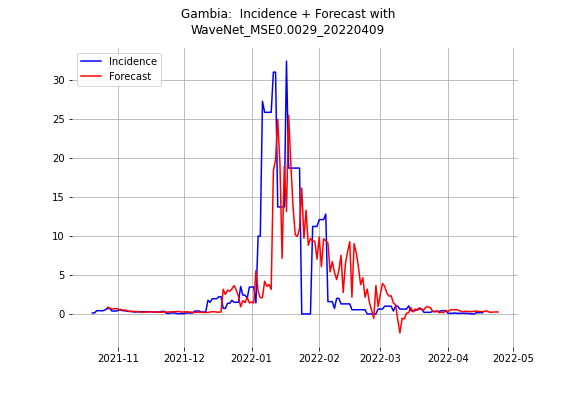 Gambia:  Incidence + Forecast with
WaveNet_MSE0.0029_20220409
Incidence
Forecast
30
25
20
15
10
5
0
2021-11 2021-12 2022-01 2022-02 2022-03 2022-04 2022-05